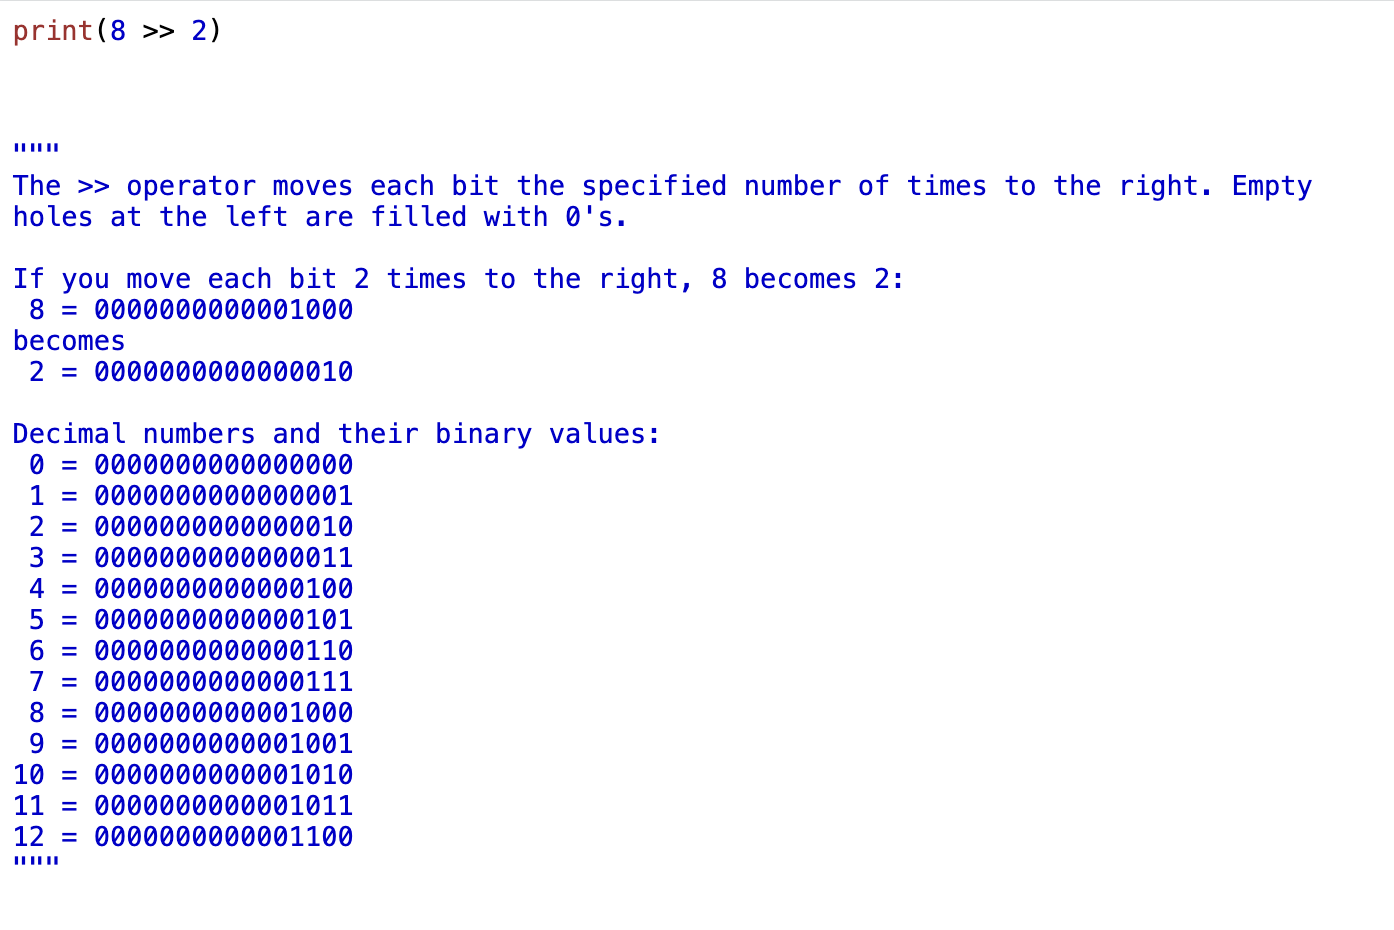 print(8 >> 2)
"""
The >> operator moves each bit the specified number of times to the right. Empty
holes at the left are filled with 0's.
If you move each bit 2 times to the right, 8 becomes 2:
 8 = 0000000000001000
becomes
 2 = 0000000000000010
Decimal numbers and their binary values:
 0 = 0000000000000000
 1 = 0000000000000001
 2 = 0000000000000010
 3 = 0000000000000011
 4 = 0000000000000100
 5 = 0000000000000101
 6 = 0000000000000110
 7 = 0000000000000111
 8 = 0000000000001000
 9 = 0000000000001001
10 = 0000000000001010
11 = 0000000000001011
12 = 0000000000001100
"""